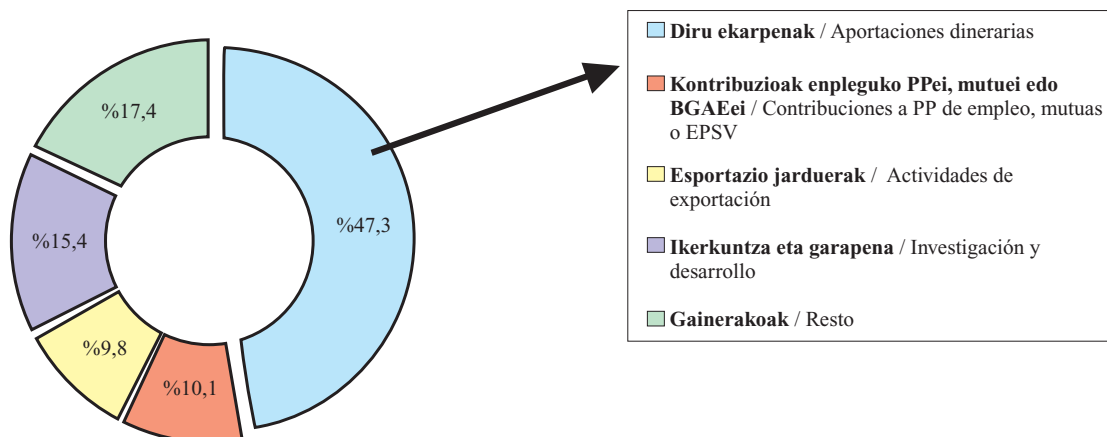 %17,4
%47,3
%15,4
%9,8
%10,1
Diru ekarpenak / Aportaciones dinerarias
Kontribuzioak enpleguko PPei, mutuei edo
BGAEei / Contribuciones a PP de empleo, mutuas
o EPSV
Esportazio jarduerak / Actividades de
exportación
Ikerkuntza eta garapena / Investigación y
desarrollo
Gainerakoak / Resto